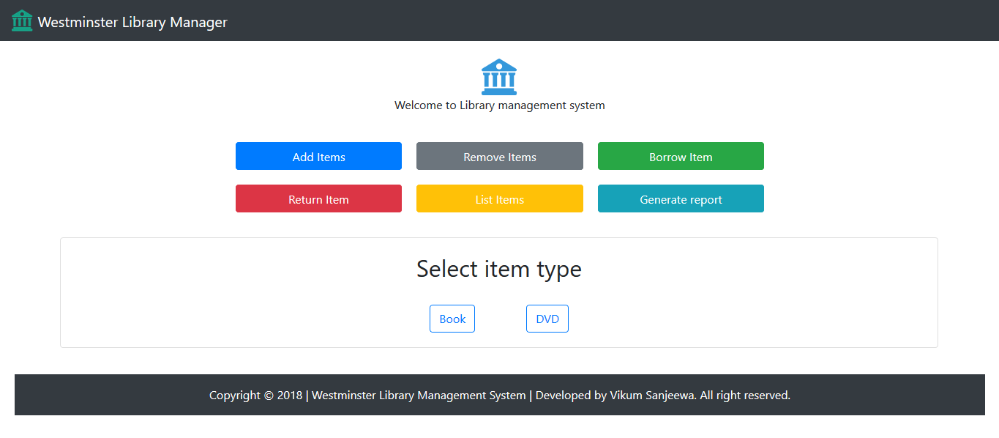 Westminster Library Manager
Welcome to Library management system
Add Items
Remove Items
Borrow Item
Return Item
List Items
Generate report
Select item type
Book
DVD
Copyright © 2018 | Westminster Library Management System | Developed by Vikum Sanjeewa. All right reserved.